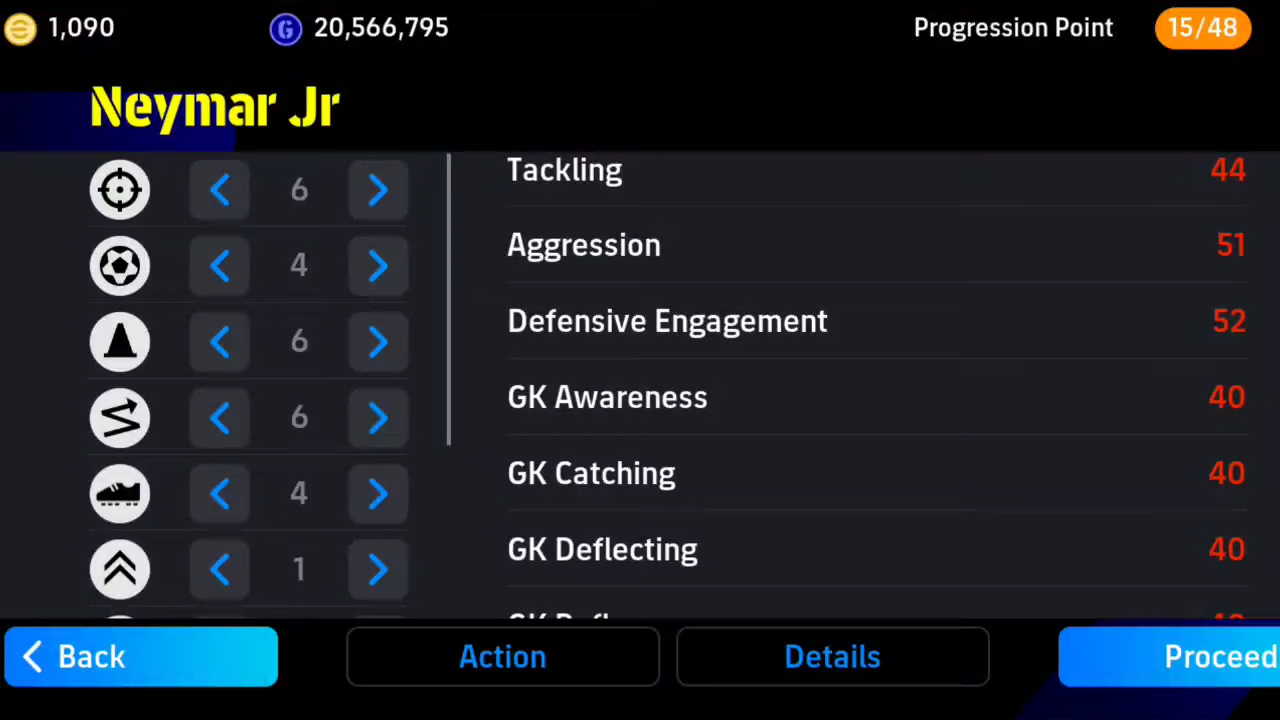 1,090 20,566,795 Progression Point 15/48
Neymar Jr
6 Tackling 44
4 Aggression 51
6 Defensive Engagement 52
6 GK Awareness 40
4 GK Catching 40
1 GK Deflecting 40
Back Action Details Proceed